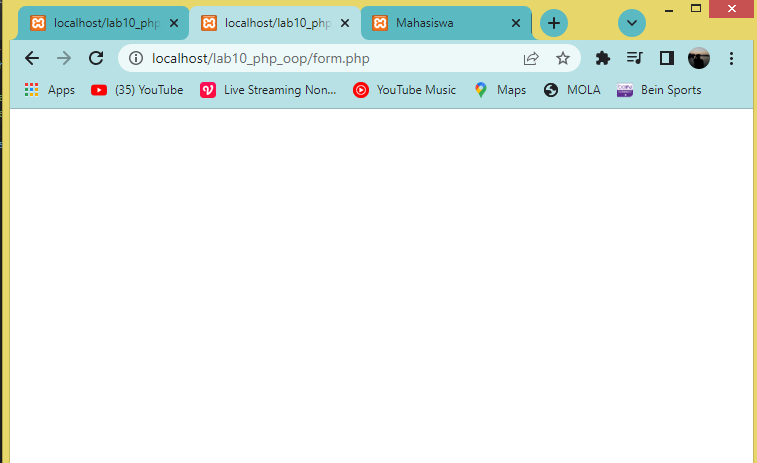 localhost/lab10_php
localhost/lab10_php
Mahasiswa
localhost/lab10_php_oop/form.php
Apps
(35) YouTube
Live Streaming Non...
YouTube Music
Maps
MOLA
Bein Sports